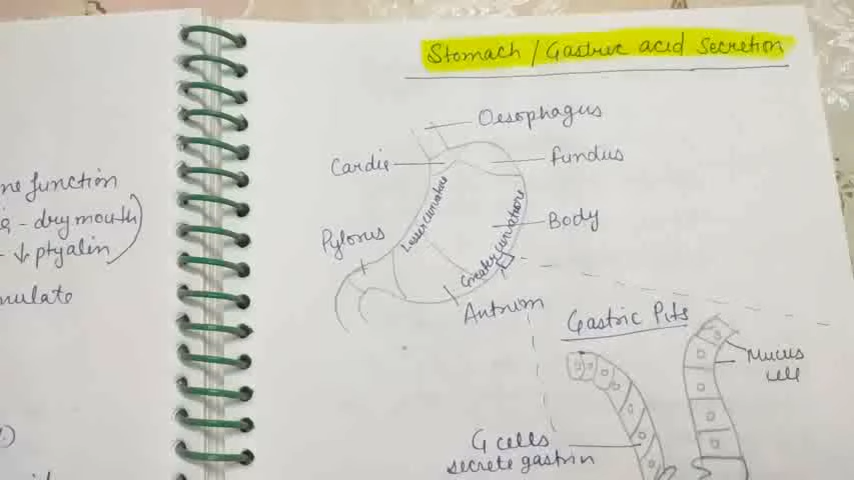 ne function
- dry mouth
- ↓ ptyalin
mulate
Stomach / Gastric acid Secretion
Oesophagus
Cardia
fundus
Lesser curvature
Greater curvature
Body
Pylorus
Antrum
Gastric Pits
Mucus
cell
G cells
secrete gastrin